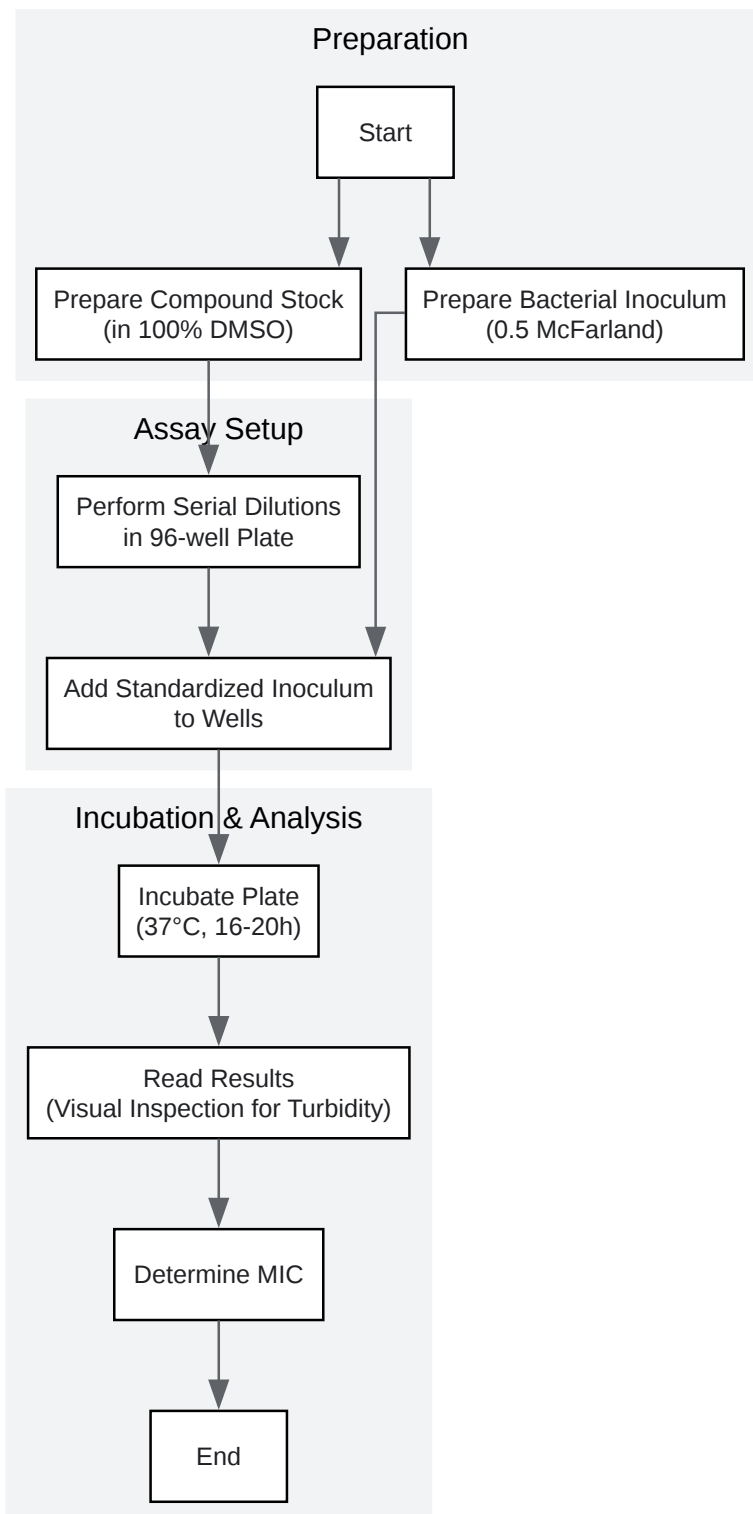 Preparation
Start
Prepare Compound Stock
(in 100% DMSO)
Prepare Bacterial Inoculum
(0.5 McFarland)
Assay Setup
Perform Serial Dilutions
in 96-well Plate
Add Standardized Inoculum
to Wells
Incubation & Analysis
Incubate Plate
(37°C, 16-20h)
Read Results
(Visual Inspection for Turbidity)
Determine MIC
End